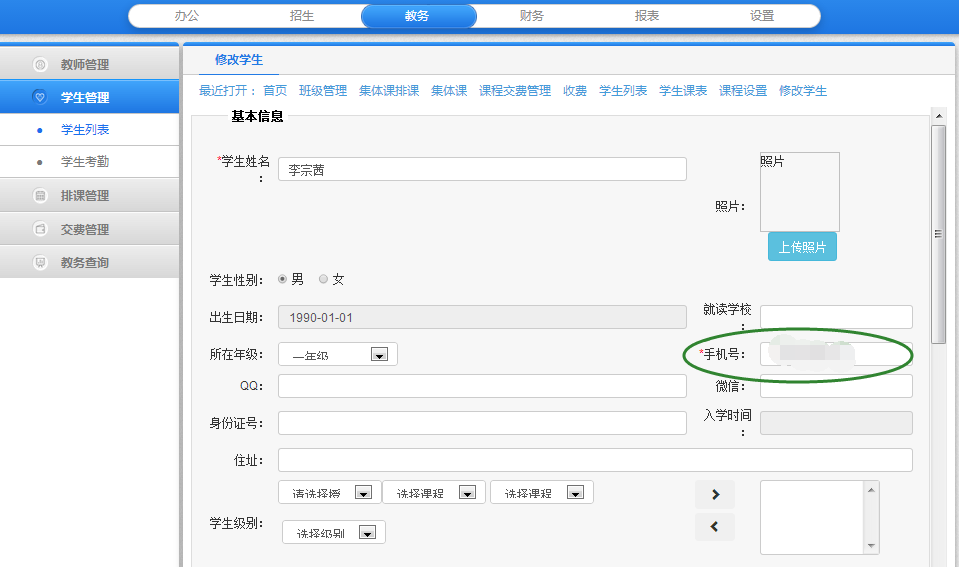 办公 招生 教务 财务 报表 设置
教师管理
学生管理
学生列表
学生考勤
排课管理
交费管理
教务查询
修改学生
最近打开： 首页 班级管理 集体课排课 集体课 课程交费管理 收费 学生列表 学生课表 课程设置 修改学生
基本信息
*学生姓名： 李宗茜
照片： 照片
上传照片
学生性别： 男 女
出生日期： 1990-01-01 就读学校：
所在年级： 一年级 *手机号：
QQ： 微信：
身份证号： 入学时间：
住址：
请选择授 选择课程 选择课程
学生级别： 选择级别